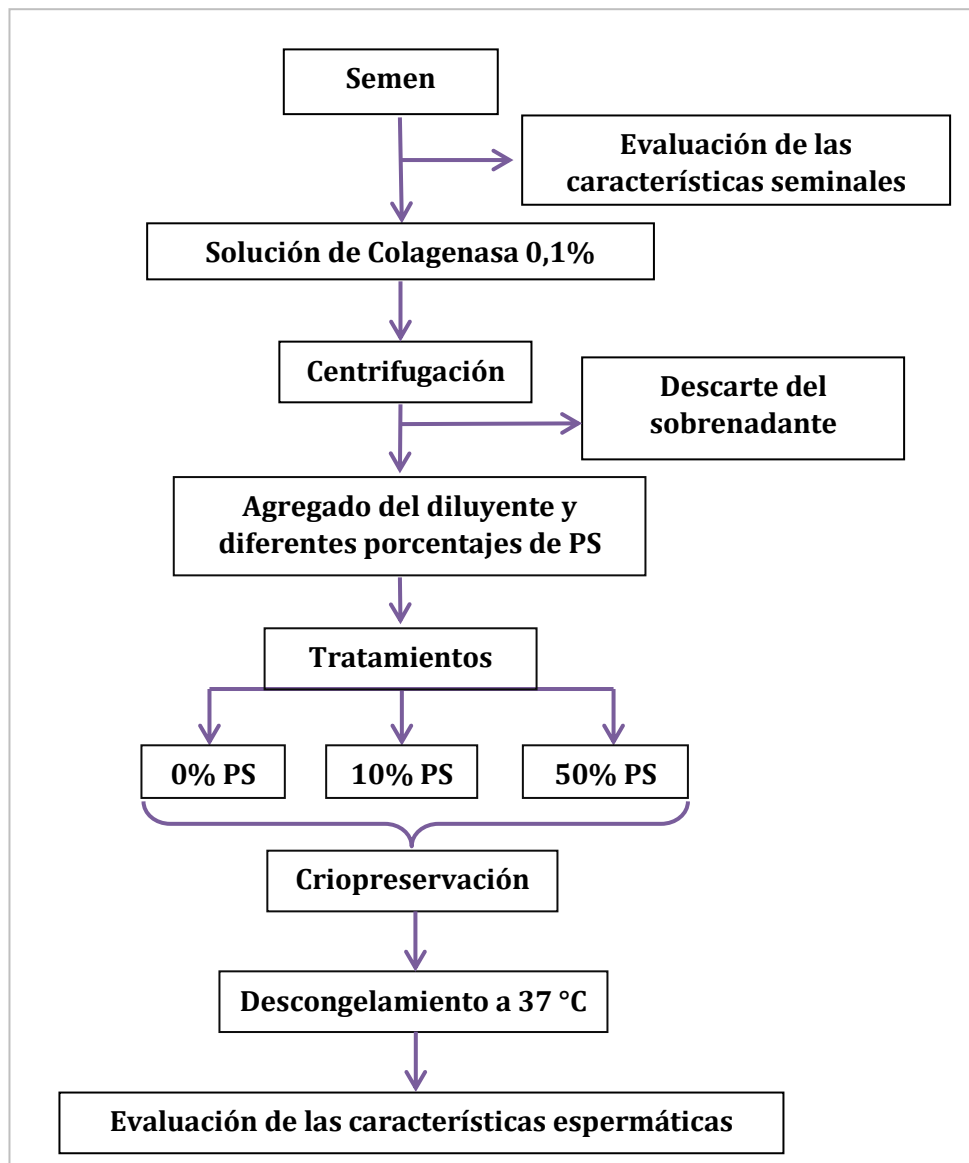 Semen
Evaluación de las
características seminales
Solución de Colagenasa 0,1%
Centrifugación
Descarte del
sobrenadante
Agregado del diluyente y
diferentes porcentajes de PS
Tratamientos
0% PS
10% PS
50% PS
Criopreservación
Descongelamiento a 37 °C
Evaluación de las características espermáticas